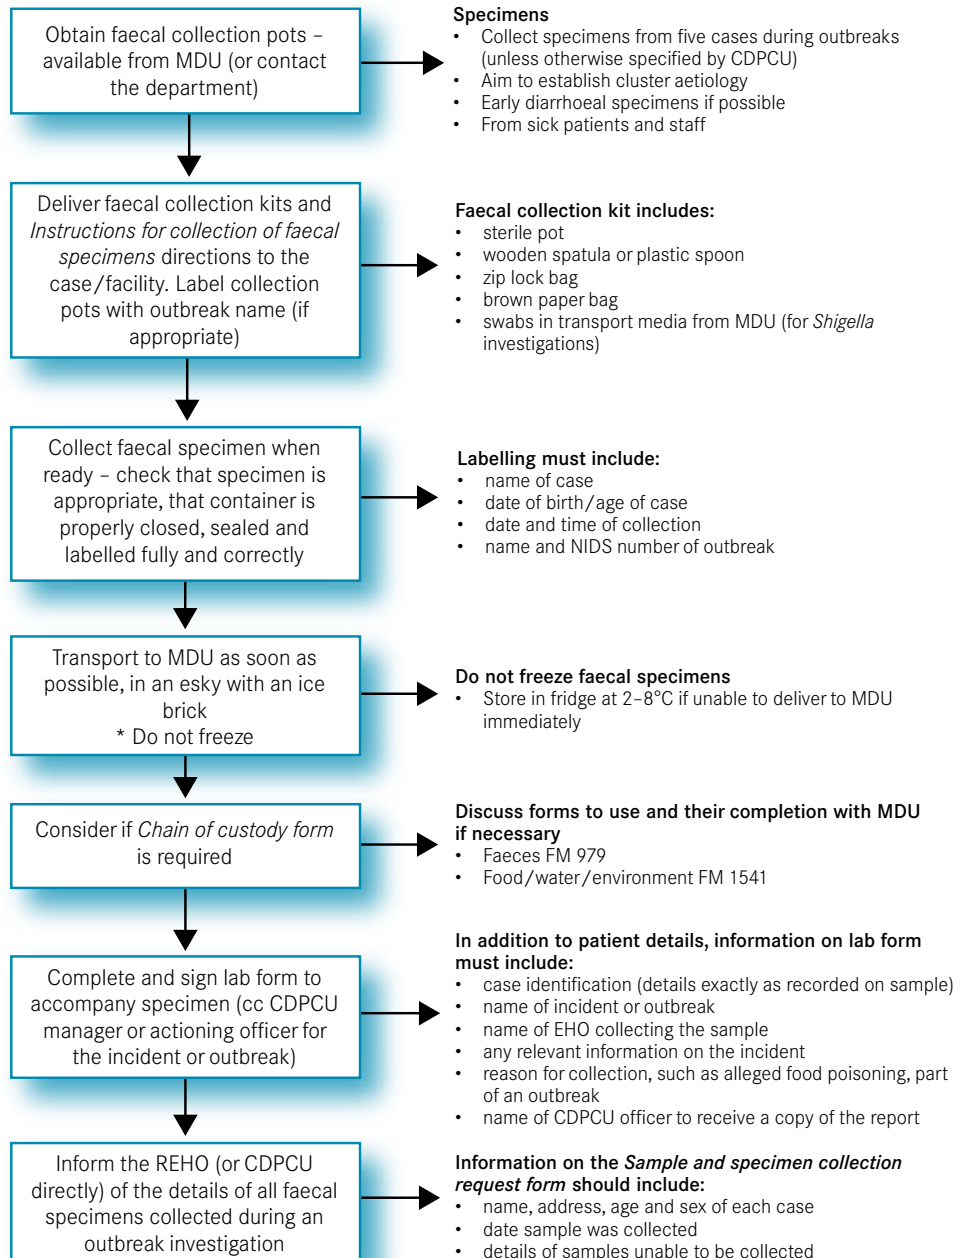 Obtain faecal collection pots –
available from MDU (or contact
the department)
Specimens
• Collect specimens from five cases during outbreaks
(unless otherwise specified by CDPCU)
• Aim to establish cluster aetiology
• Early diarrhoeal specimens if possible
• From sick patients and staff
Deliver faecal collection kits and
Instructions for collection of faecal
specimens directions to the
case/facility. Label collection
pots with outbreak name (if
appropriate)
Faecal collection kit includes:
• sterile pot
• wooden spatula or plastic spoon
• zip lock bag
• brown paper bag
• swabs in transport media from MDU (for Shigella
investigations)
Collect faecal specimen when
ready – check that specimen is
appropriate, that container is
properly closed, sealed and
labelled fully and correctly
Labelling must include:
• name of case
• date of birth/age of case
• date and time of collection
• name and NIDS number of outbreak
Transport to MDU as soon as
possible, in an esky with an ice
brick
* Do not freeze
Do not freeze faecal specimens
• Store in fridge at 2–8°C if unable to deliver to MDU
immediately
Consider if Chain of custody form
is required
Discuss forms to use and their completion with MDU
if necessary
• Faeces FM 979
• Food/water/environment FM 1541
Complete and sign lab form to
accompany specimen (cc CDPCU
manager or actioning officer for
the incident or outbreak)
In addition to patient details, information on lab form
must include:
• case identification (details exactly as recorded on sample)
• name of incident or outbreak
• name of EHO collecting the sample
• any relevant information on the incident
• reason for collection, such as alleged food poisoning, part
of an outbreak
• name of CDPCU officer to receive a copy of the report
Inform the REHO (or CDPCU
directly) of the details of all faecal
specimens collected during an
outbreak investigation
Information on the Sample and specimen collection
request form should include:
• name, address, age and sex of each case
• date sample was collected
• details of samples unable to be collected